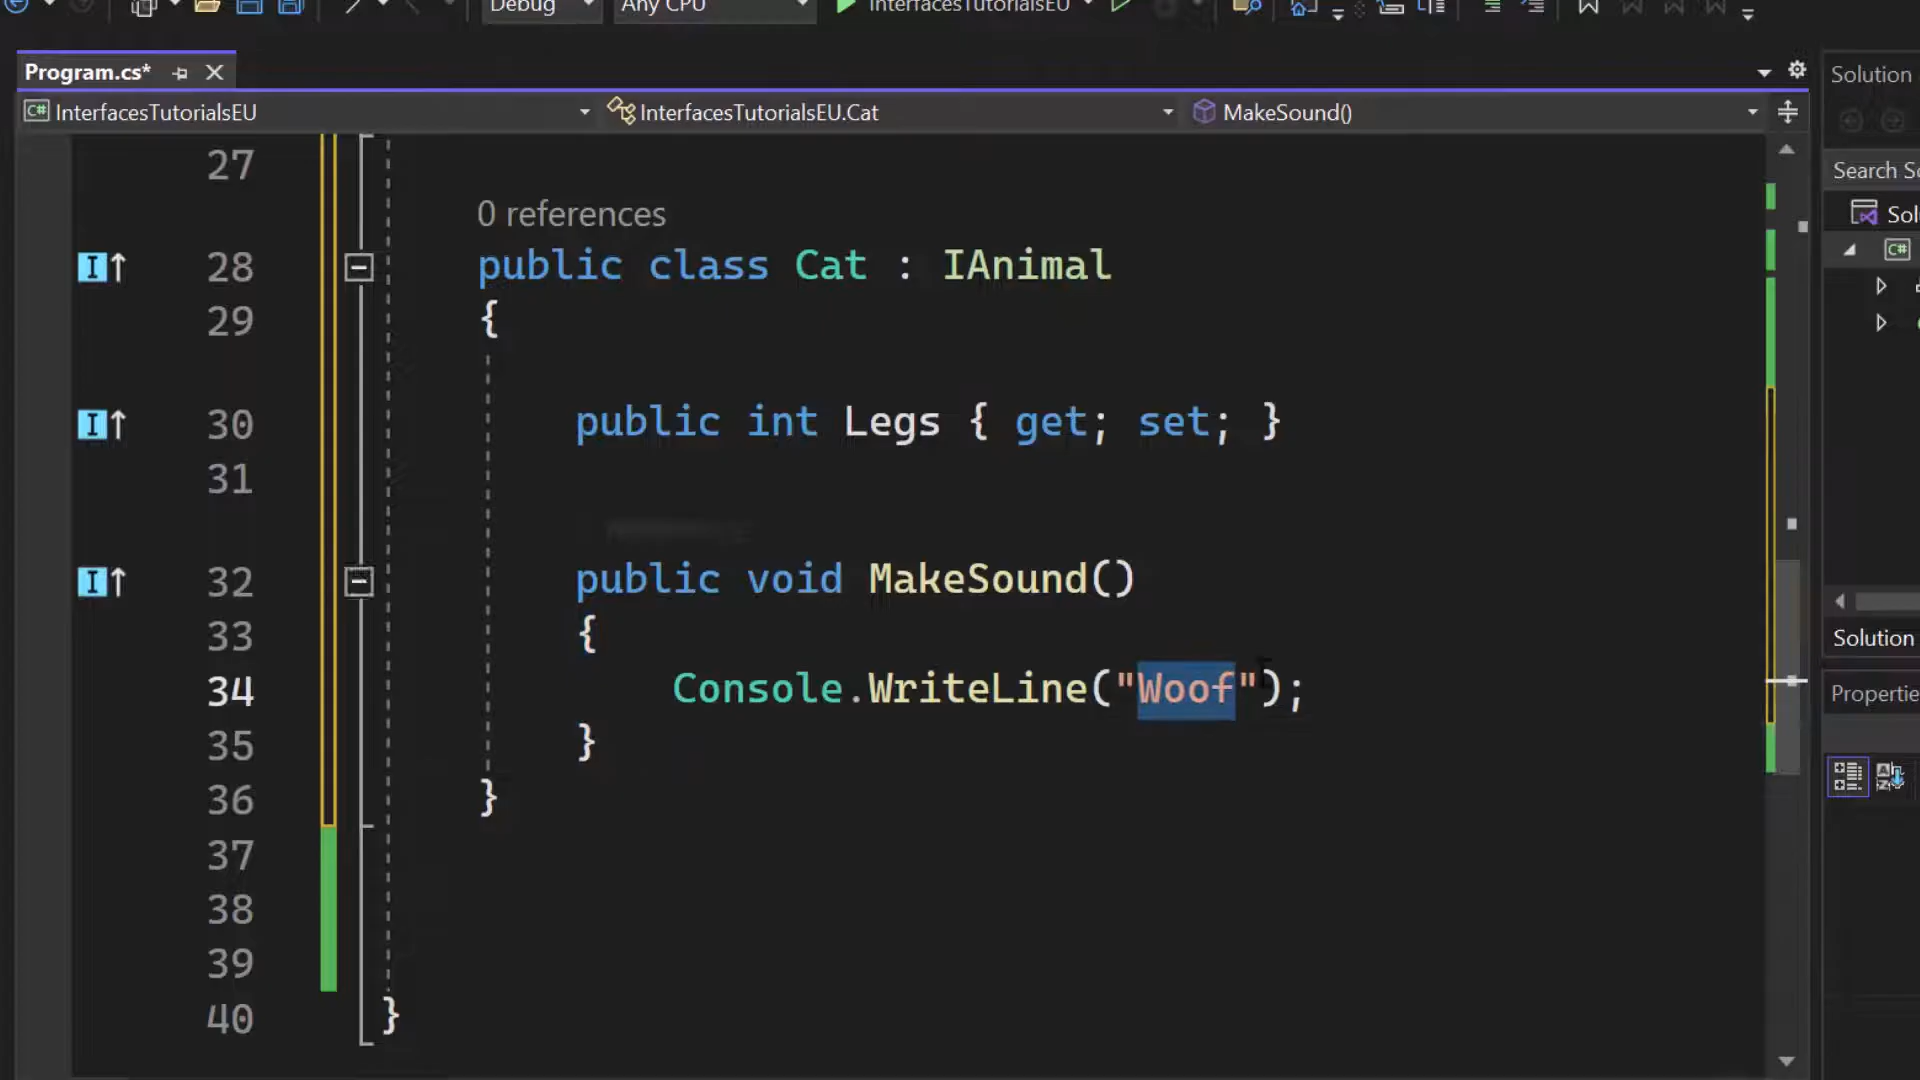 Debug Any CPU InterfacesTutorialsEU
Program.cs*
C# InterfacesTutorialsEU InterfacesTutorialsEU.Cat MakeSound()
Solution
27
Search So
0 references
C# Sol
28 public class Cat : IAnimal
29 {
30 public int Legs { get; set; }
31
32 public void MakeSound()
33 {
Solution
34 Console.WriteLine("Woof");
Propertie
35 }
36 }
37
38
39
40 }